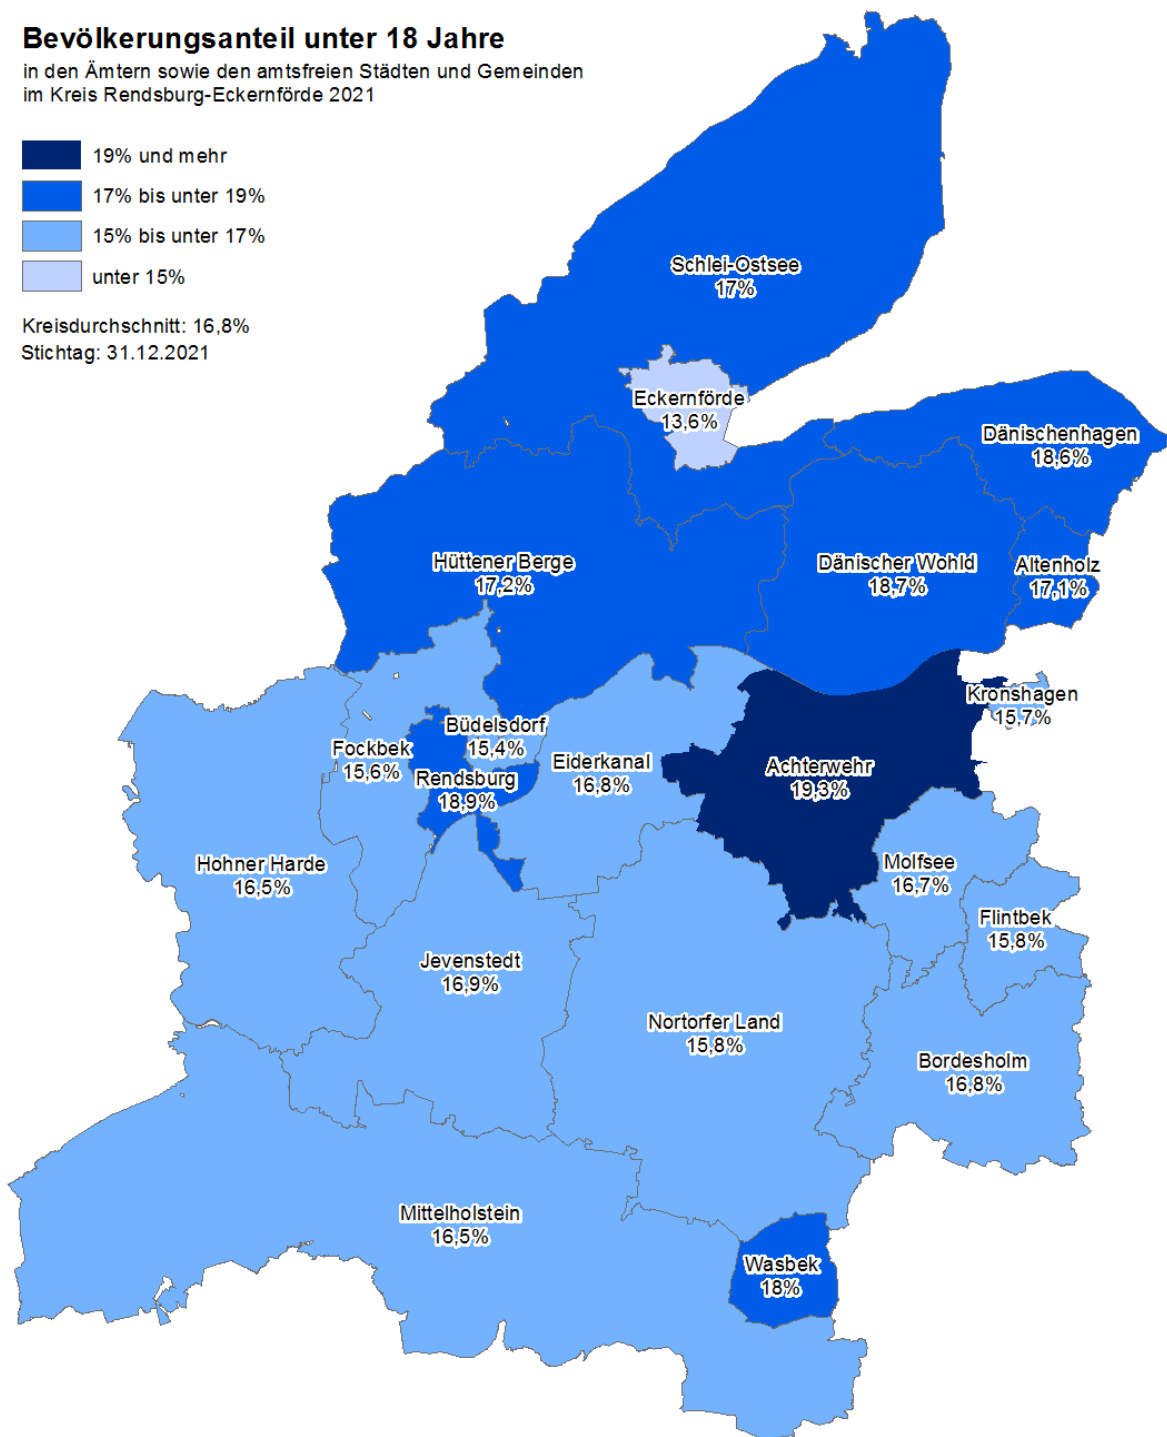 Bevölkerungsanteil unter 18 Jahre
in den Ämtern sowie den amtsfreien Städten und Gemeinden
im Kreis Rendsburg-Eckernförde 2021
19% und mehr
17% bis unter 19%
15% bis unter 17%
unter 15%
Kreisdurchschnitt: 16,8%
Stichtag: 31.12.2021
Schlei-Ostsee
17%
Eckernförde
13,6%
Dänischenhagen
18,6%
Hüttener Berge
17,2%
Dänischer Wohld
18,7%
Altenholz
17,1%
Kronshagen
15,7%
Büdelsdorf
15,4%
Fockbek
15,6%
Rendsburg
18,9%
Eiderkanal
16,8%
Achterwehr
19,3%
Hohner Harde
16,5%
Molfsee
16,7%
Flintbek
15,8%
Jevenstedt
16,9%
Nortorfer Land
15,8%
Bordesholm
16,8%
Mittelholstein
16,5%
Wasbek
18%